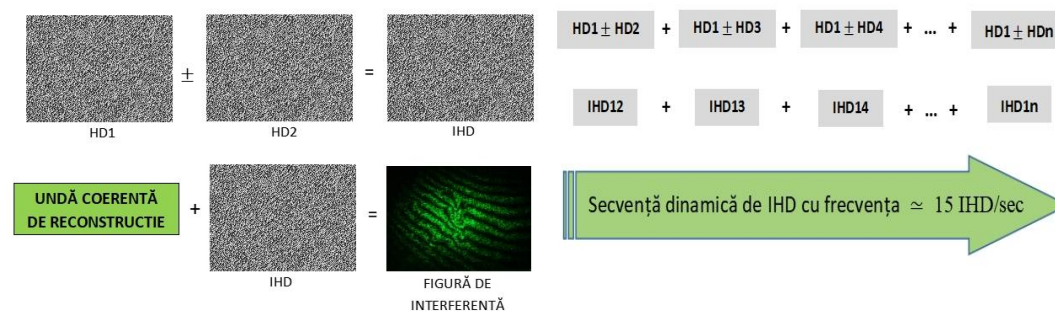 ±
=
HD1
HD2
IHD
UNDĂ COERENTĂ
DE RECONSTRUCTIE
+
=
IHD
FIGURĂ DE
INTERFERENTĂ
HD1 ± HD2 + HD1 ± HD3 + HD1 ± HD4 + ... + HD1 ± HDn
IHD12 + IHD13 + IHD14 + ... + IHD1n
Secvență dinamică de IHD cu frecvența ≃ 15 IHD/sec